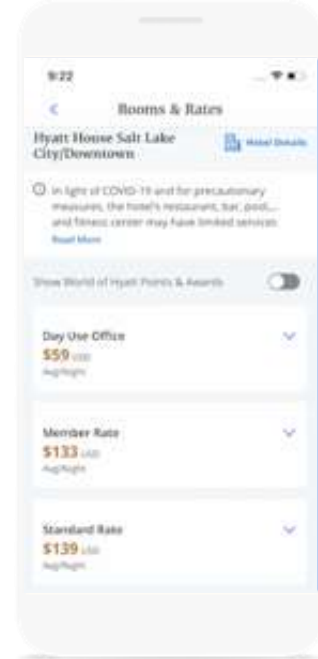 9:22
Rooms & Rates
Hyatt House Salt Lake
City/Downtown
Hotel Details
In light of COVID-19 and for precautionary
measures, the hotel's restaurant, bar, pool,
and fitness center may have limited services
Read More
Show World of Hyatt Points & Awards
Day Use Office
$59 USD
Avg/Night
Member Rate
$133 USD
Avg/Night
Standard Rate
$139 USD
Avg/Night